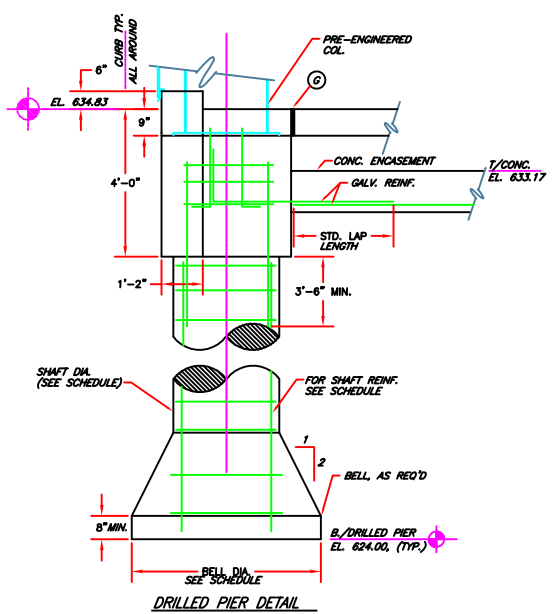 CURB TYP.
ALL AROUND
PRE-ENGINEERED
COL.
6"
G
EL. 634.83
9"
CONC. ENCASEMENT
T/CONC.
EL. 633.17
4'-0"
GALV. REINF.
STD. LAP
LENGTH
1'-2"
3'-6" MIN.
SHAFT DIA.
(SEE SCHEDULE)
FOR SHAFT REINF.
SEE SCHEDULE
1
2
BELL, AS REQ'D
8"MIN.
B./DRILLED PIER
EL. 624.00, (TYP.)
BELL DIA.
SEE SCHEDULE
DRILLED PIER DETAIL